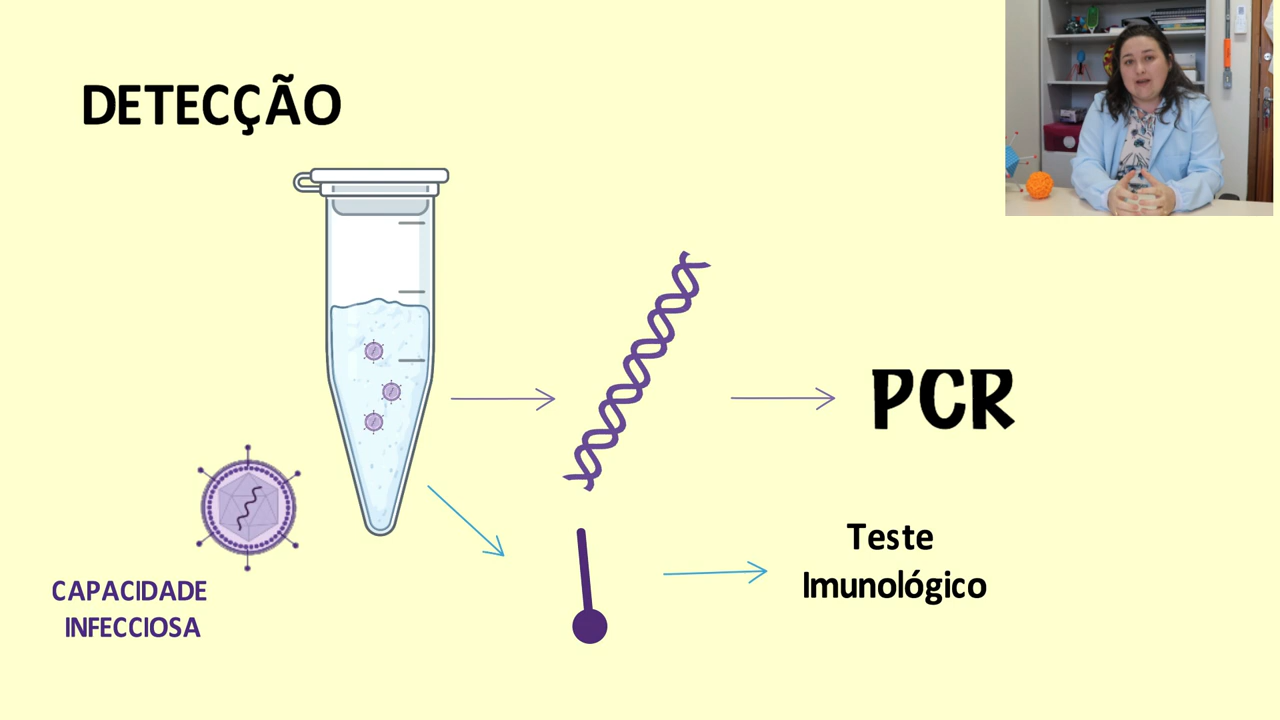 DETECÇÃO
PCR
Teste
Imunológico
CAPACIDADE
INFECCIOSA